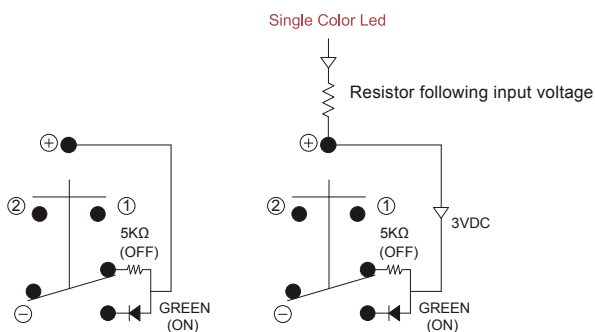 Single Color Led
Resistor following input voltage
⊕
② ①
5KΩ
(OFF)
⊖
GREEN
(ON)
⊕
3VDC
② ①
5KΩ
(OFF)
⊖
GREEN
(ON)